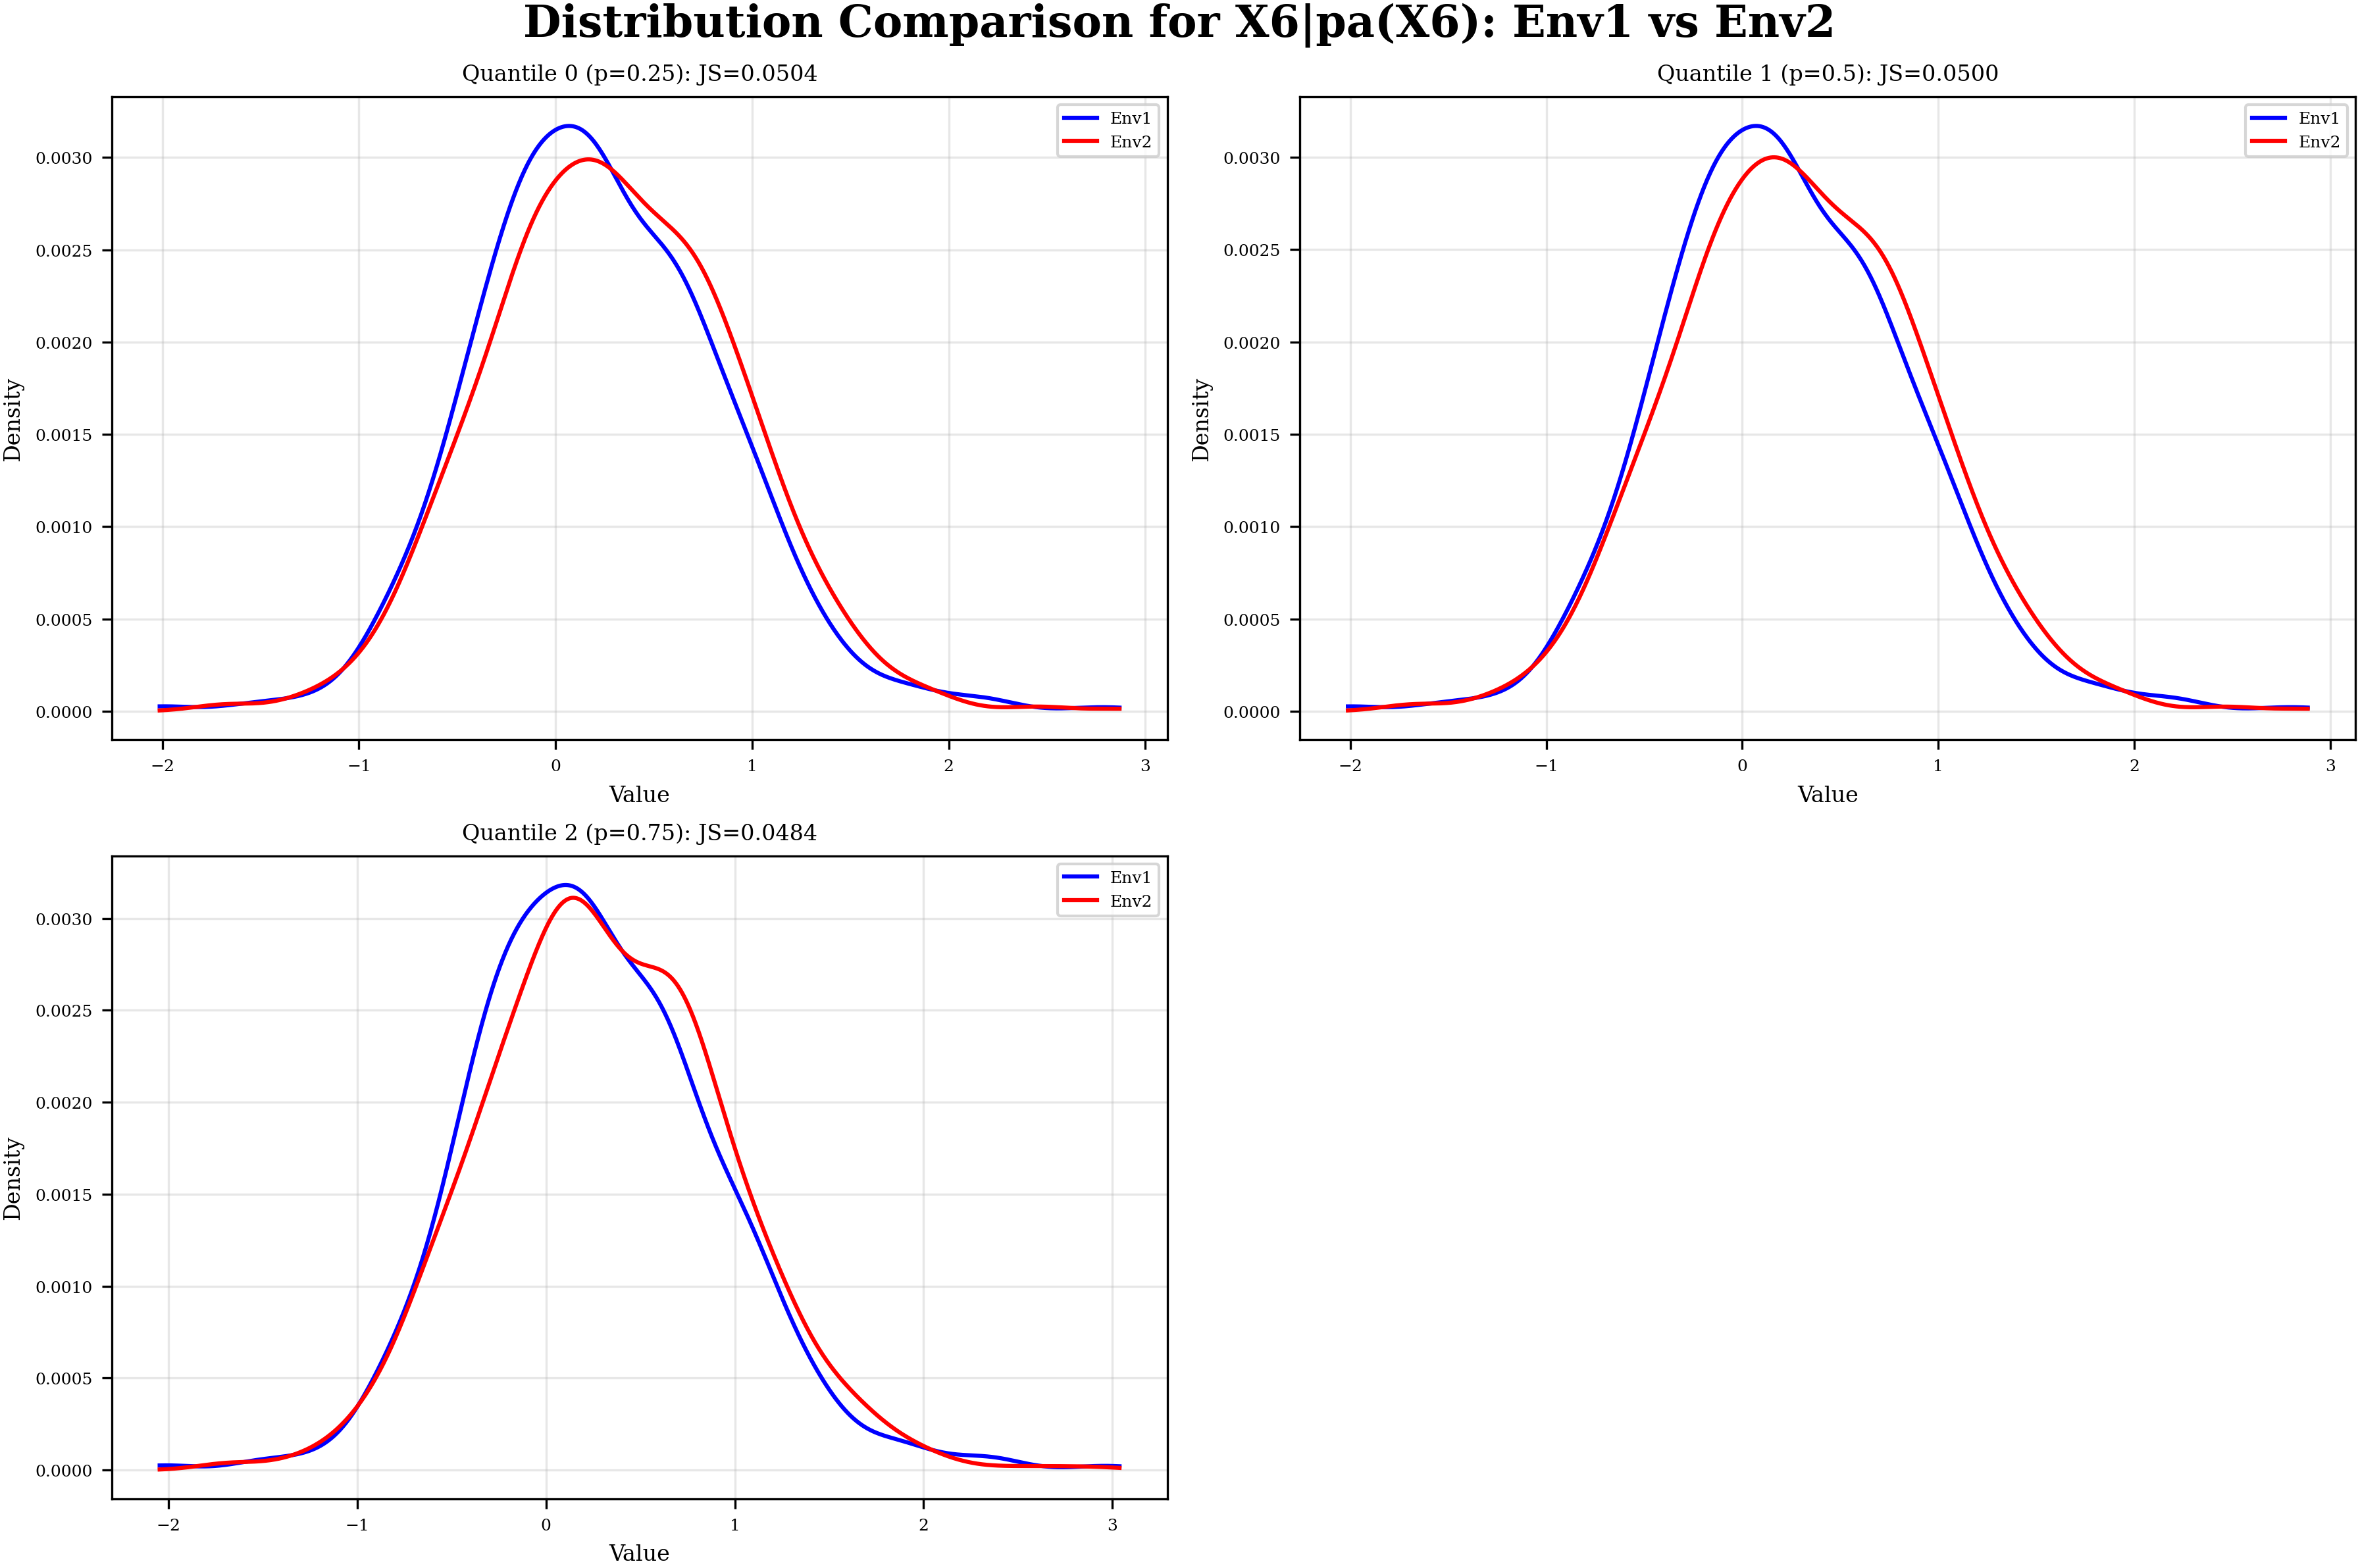 Distribution Comparison for X6|pa(X6): Env1 vs Env2
Quantile 0 (p=0.25): JS=0.0504
Env1
Env2
0.0030
0.0025
0.0020
0.0015
0.0010
0.0005
0.0000
Density
−2 −1 0 1 2 3
Value
Quantile 1 (p=0.5): JS=0.0500
Env1
Env2
0.0030
0.0025
0.0020
0.0015
0.0010
0.0005
0.0000
Density
−2 −1 0 1 2 3
Value
Quantile 2 (p=0.75): JS=0.0484
Env1
Env2
0.0030
0.0025
0.0020
0.0015
0.0010
0.0005
0.0000
Density
−2 −1 0 1 2 3
Value